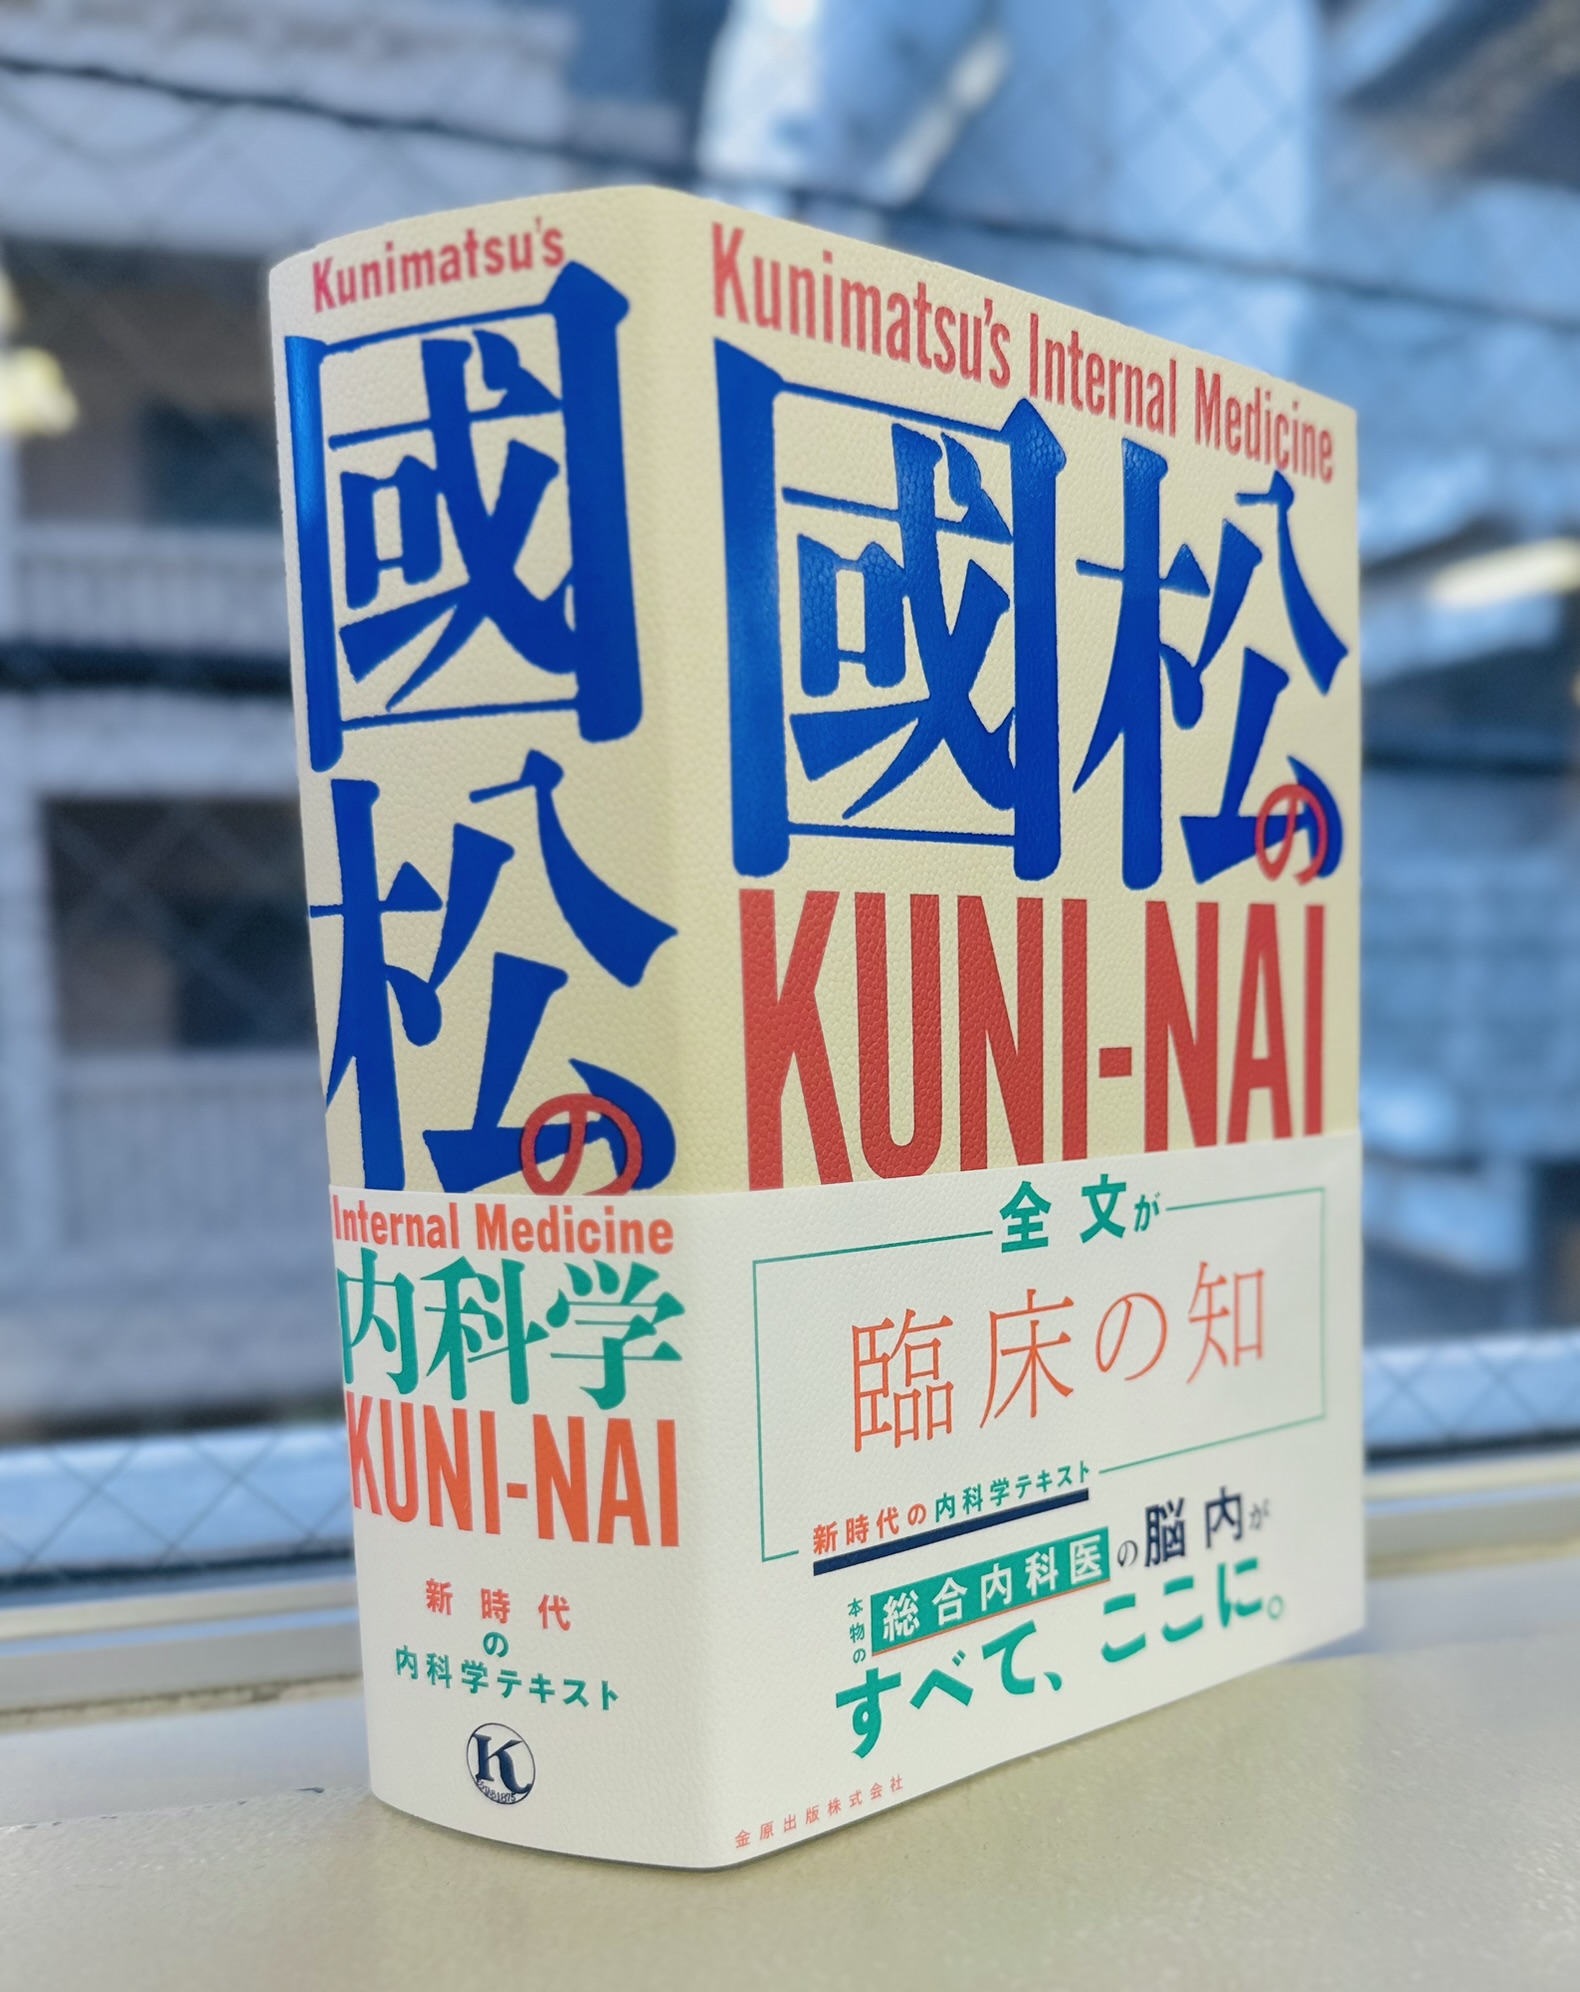 Kunimatsu's
國
松
の
Internal Medicine
内科学
KUNI-NAI
新時代
の
内科学テキスト
K
Kunimatsu's Internal Medicine
國松の
KUNI-NAI
全文が
臨床の知
新時代の内科学テキスト
本物の総合内科医の脳内が
すべて、ここに。
金原出版株式会社